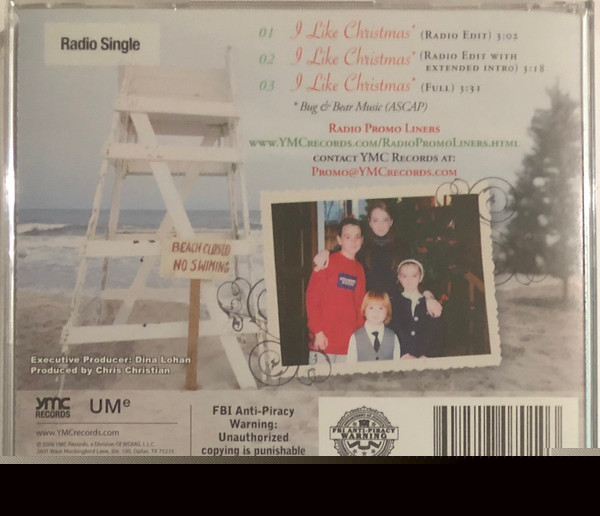 Radio Single
01 I Like Christmas* (Radio Edit) 3:02
02 I Like Christmas* (Radio Edit with
extended intro) 3:18
03 I Like Christmas* (Full) 3:31
* Bug & Bear Music (ASCAP)
Radio Promo Liners
www.YMCrecords.com/RadioPromoLiners.html
contact YMC Records at:
Promo@YMCrecords.com
BEACH CLOSED
NO SWIMING
Executive Producer: Dina Lohan
Produced by Chris Christian
ymc
RECORDS
UMe
www.YMCrecords.com
FBI Anti-Piracy
Warning:
Unauthorized
copying is punishable
FBI ANTI-PIRACY
WARNING